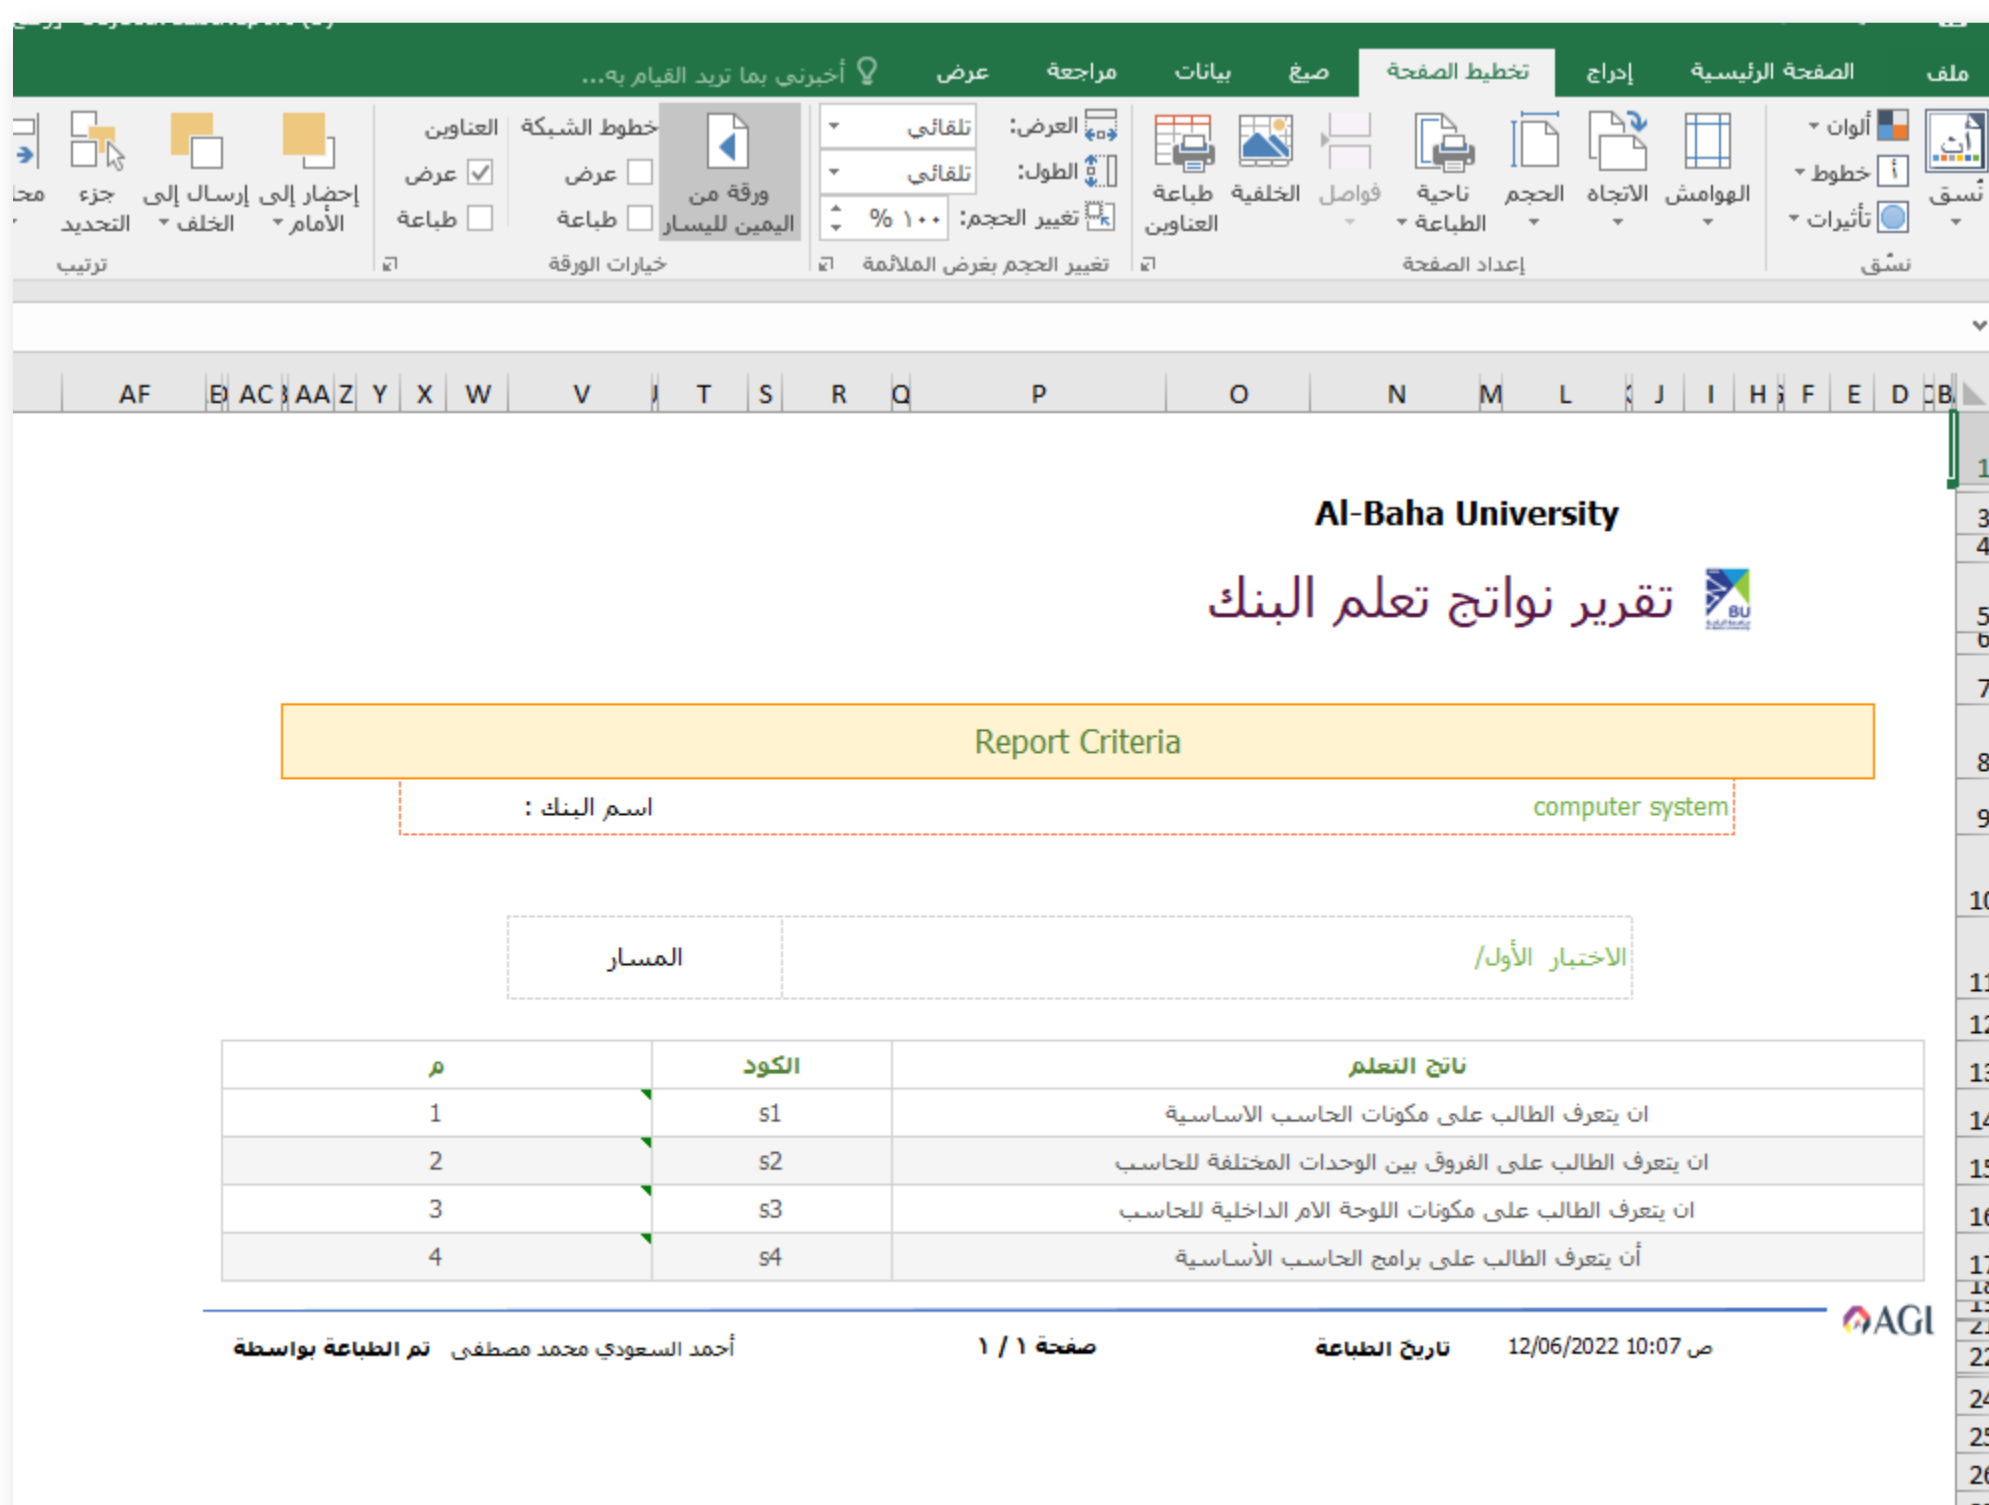 ملف الصفحة الرئيسية إدراج تخطيط الصفحة صيغ بيانات مراجعة عرض أخبرني بما تريد القيام به...
ألوان
خطوط
تأثيرات
نسق
نسّق
الهوامش
الاتجاه
الحجم
ناحية الطباعة
فواصل
الخلفية
طباعة العناوين
إعداد الصفحة
العرض: تلقائي
الطول: تلقائي
تغيير الحجم: ١٠٠ %
تغيير الحجم بغرض الملائمة
ورقة من اليمين لليسار
خطوط الشبكة
عرض
طباعة
العناوين
عرض
طباعة
خيارات الورقة
إحضار إلى الأمام
إرسال إلى الخلف
جزء التحديد
ترتيب
B D E F H I J L M N O P Q R S T V W X Y Z AA AC AF
Al-Baha University
تقرير نواتج تعلم البنك
BU
Report Criteria
computer system اسم البنك :
الاختبار الأول/ المسار
ناتج التعلم الكود م
ان يتعرف الطالب على مكونات الحاسب الاساسية s1 1
ان يتعرف الطالب على الفروق بين الوحدات المختلفة للحاسب s2 2
ان يتعرف الطالب على مكونات اللوحة الام الداخلية للحاسب s3 3
أن يتعرف الطالب على برامج الحاسب الأساسية s4 4
AGI
12/06/2022 10:07 ص تاريخ الطباعة صفحة ١ / ١ أحمد السعودي محمد مصطفى تم الطباعة بواسطة